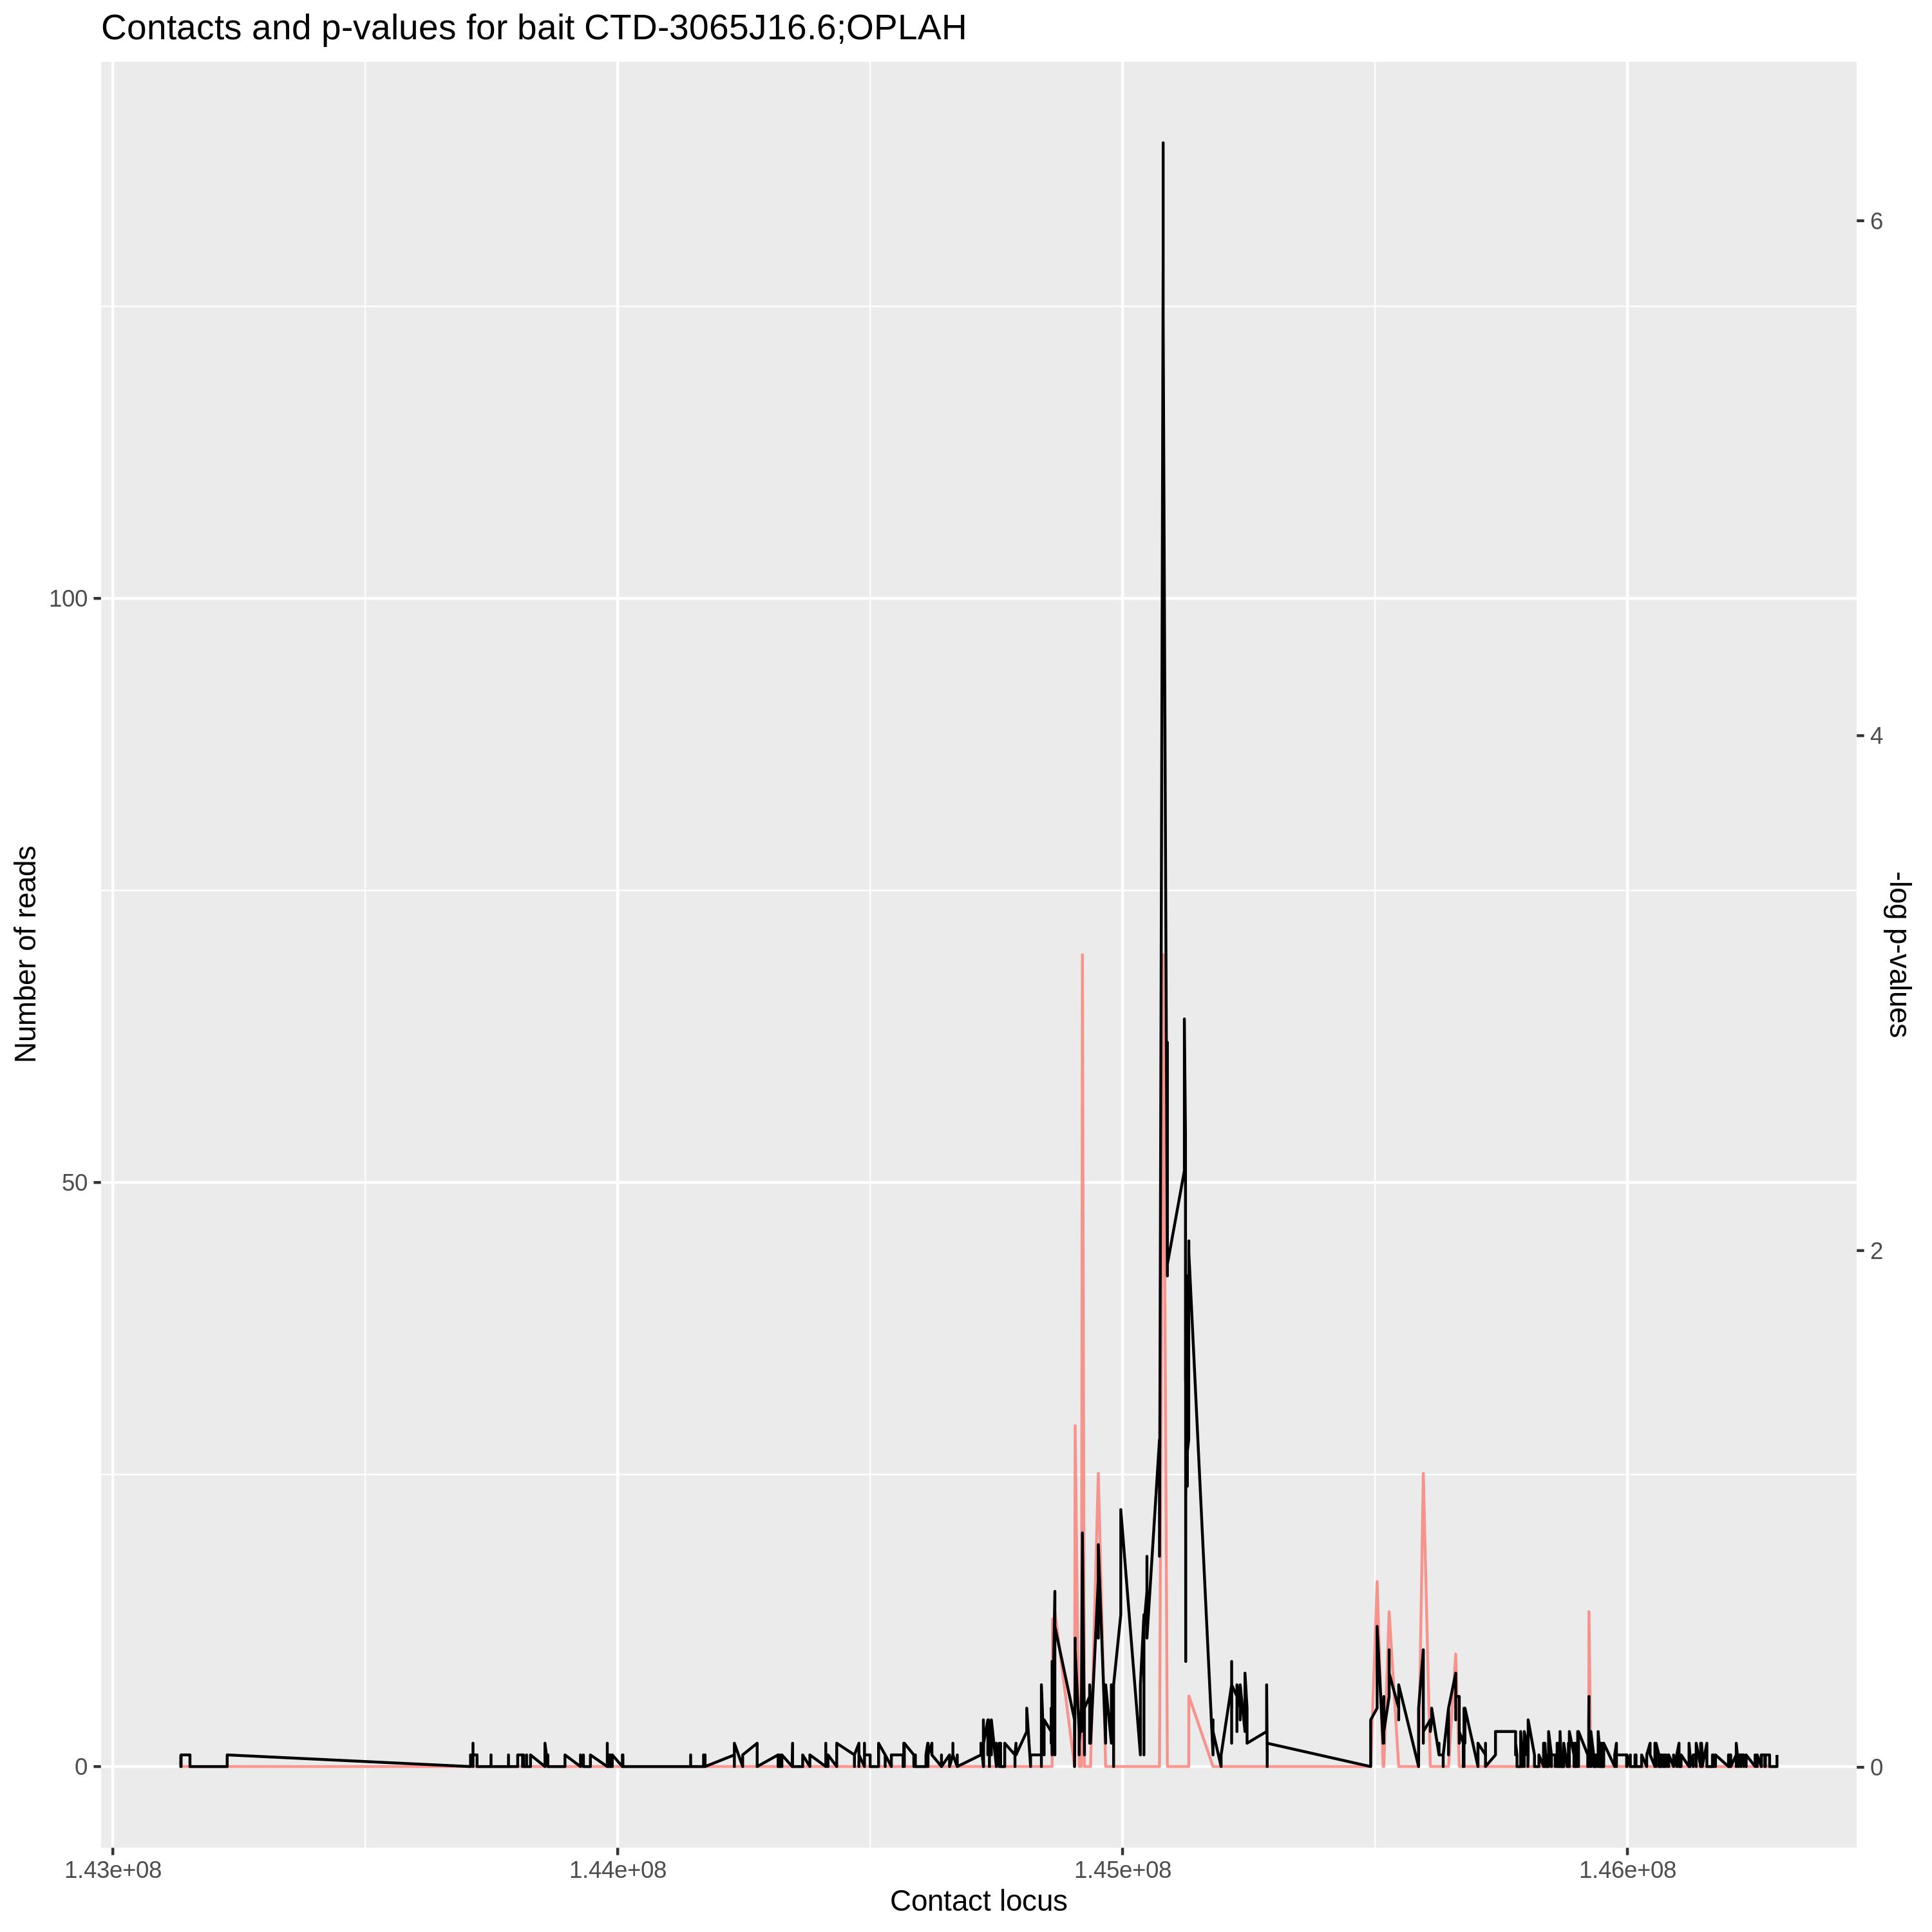 Contacts and p-values for bait CTD-3065J16.6;OPLAH
Number of reads
100
50
0
6
4
2
0
-log p-values
1.43e+08
1.44e+08
1.45e+08
1.46e+08
Contact locus